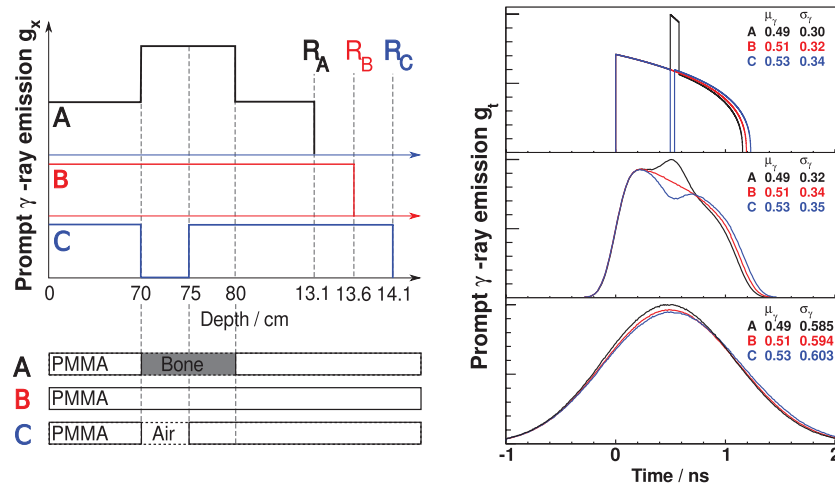 Prompt γ -ray emission gₓ
R_A R_B R_C
A
B
C
0 70 75 80 13.1 13.6 14.1
Depth / cm
A PMMA Bone
B PMMA
C PMMA Air
Prompt γ -ray emission gₜ
μᵧ σᵧ
A 0.49 0.30
B 0.51 0.32
C 0.53 0.34
μᵧ σᵧ
A 0.49 0.32
B 0.51 0.34
C 0.53 0.35
μᵧ σᵧ
A 0.49 0.585
B 0.51 0.594
C 0.53 0.603
-1 0 1 2
Time / ns